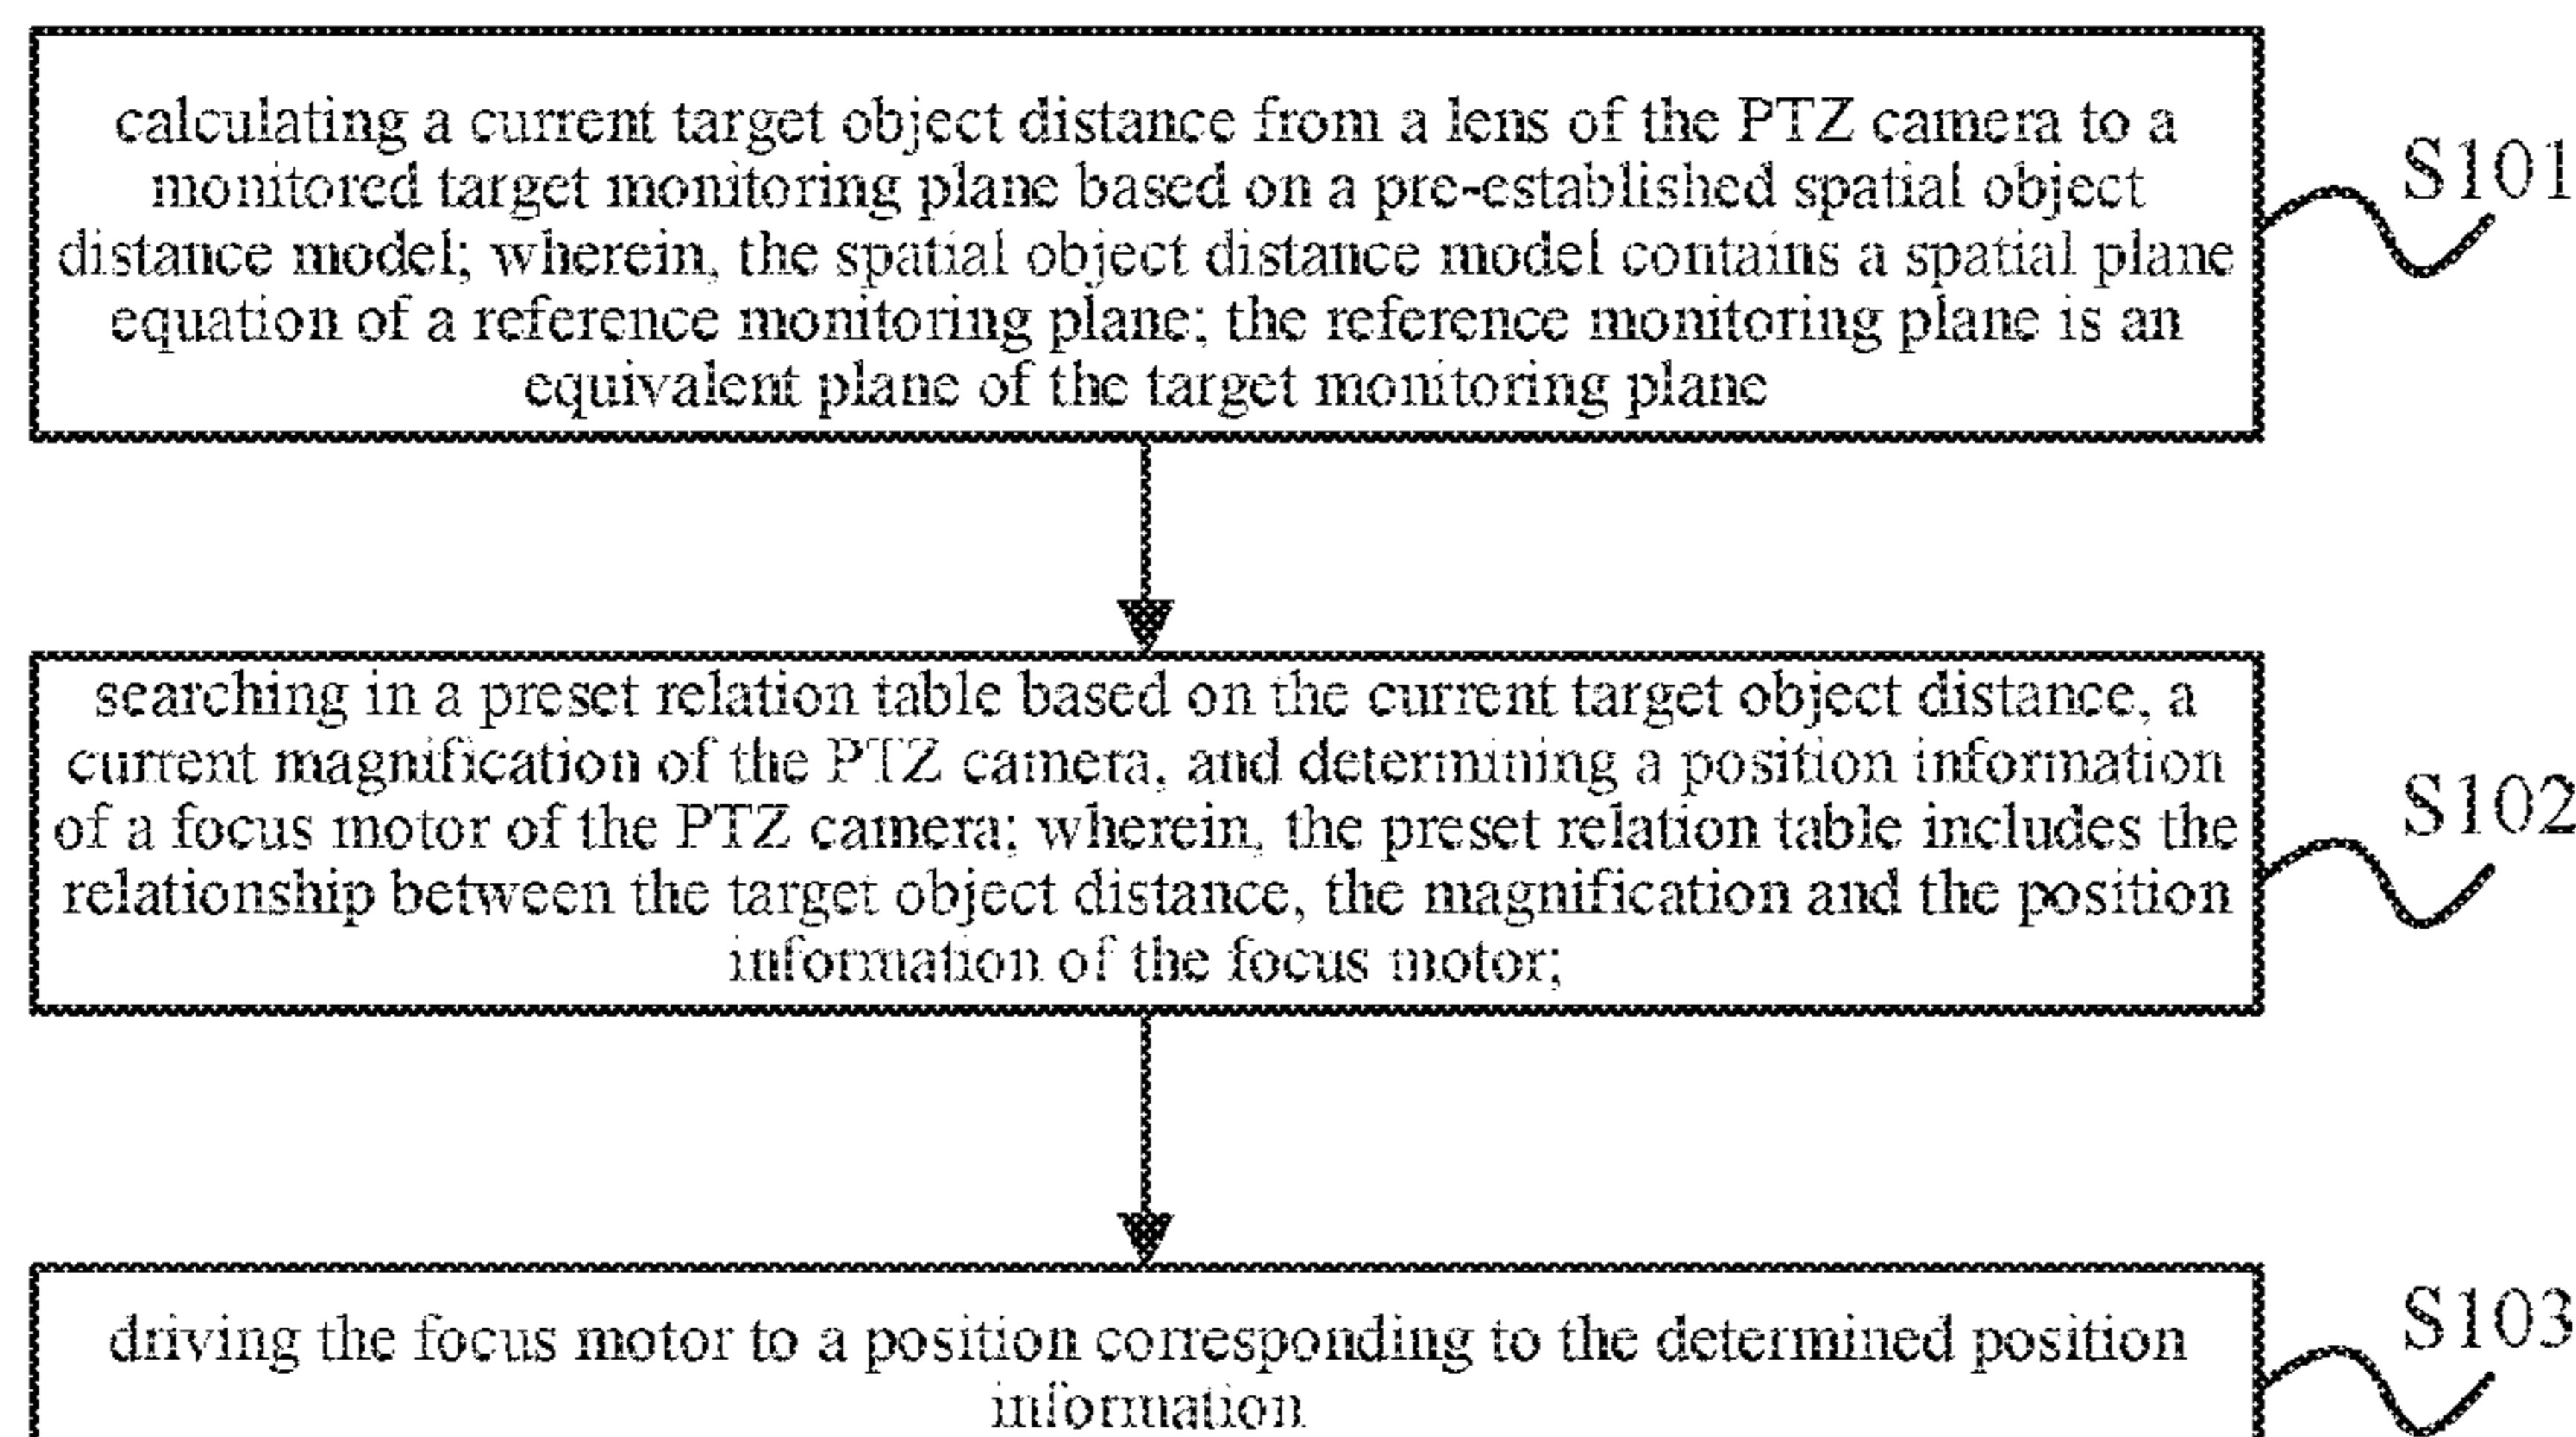 calculating a current target object distance from a lens of the PTZ camera to a
monitored target monitoring plane based on a pre-established spatial object
distance model; wherein, the spatial object distance model contains a spatial plane
equation of a reference monitoring plane; the reference monitoring plane is an
equivalent plane of the target monitoring plane
S101
searching in a preset relation table based on the current target object distance, a
current magnification of the PTZ camera, and determining a position information
of a focus motor of the PTZ camera; wherein, the preset relation table includes the
relationship between the target object distance, the magnification and the position
information of the focus motor;
S102
driving the focus motor to a position corresponding to the determined position
information
S103